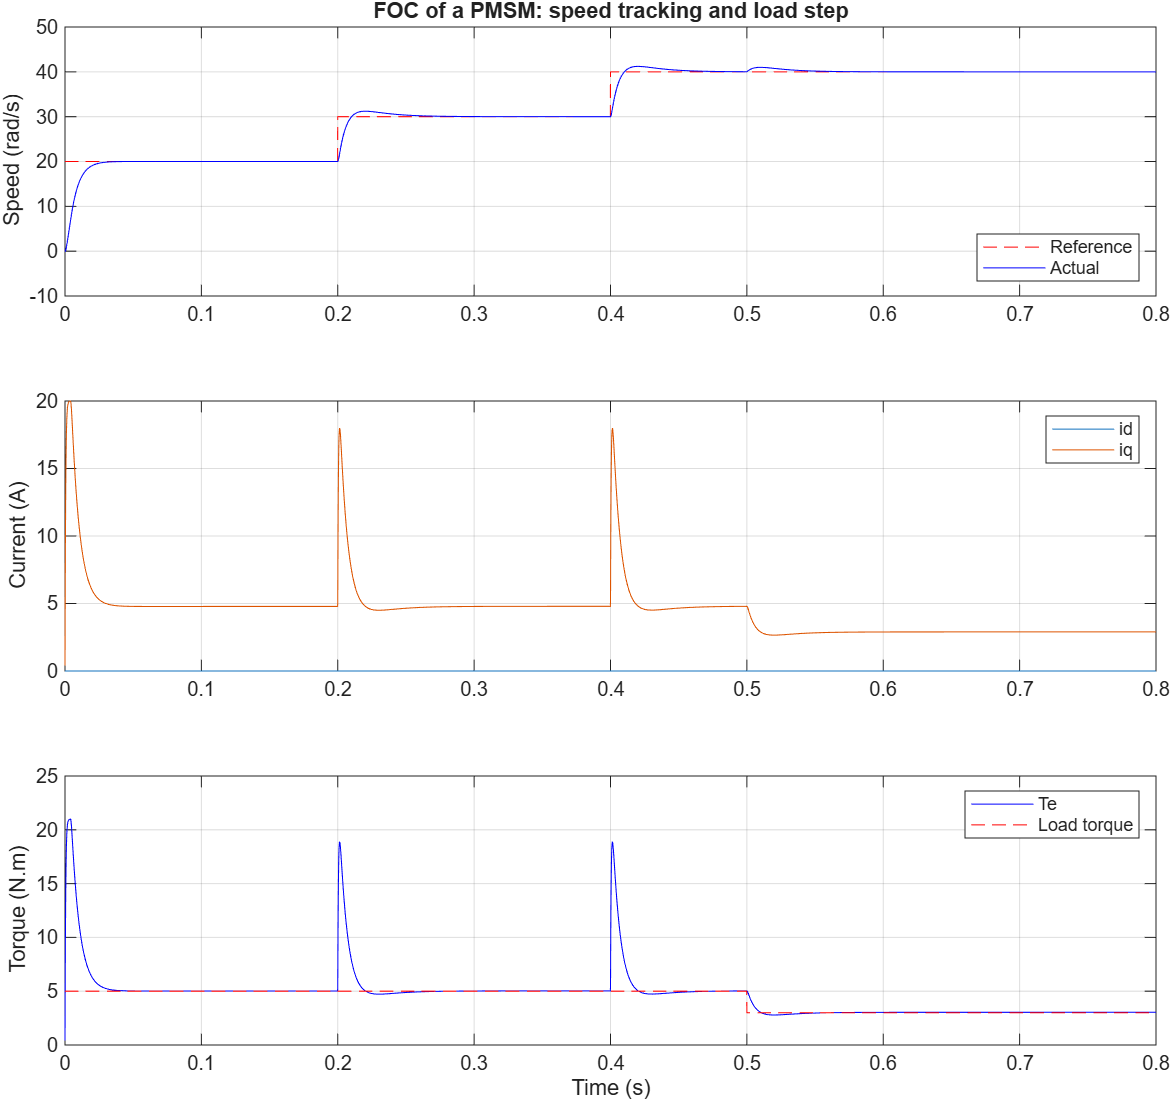 FOC of a PMSM: speed tracking and load step
50
40
30
20
10
0
-10
Speed (rad/s)
Reference
Actual
0 0.1 0.2 0.3 0.4 0.5 0.6 0.7 0.8
20
15
10
5
0
Current (A)
id
iq
0 0.1 0.2 0.3 0.4 0.5 0.6 0.7 0.8
25
20
15
10
5
0
Torque (N.m)
Te
Load torque
0 0.1 0.2 0.3 0.4 0.5 0.6 0.7 0.8
Time (s)